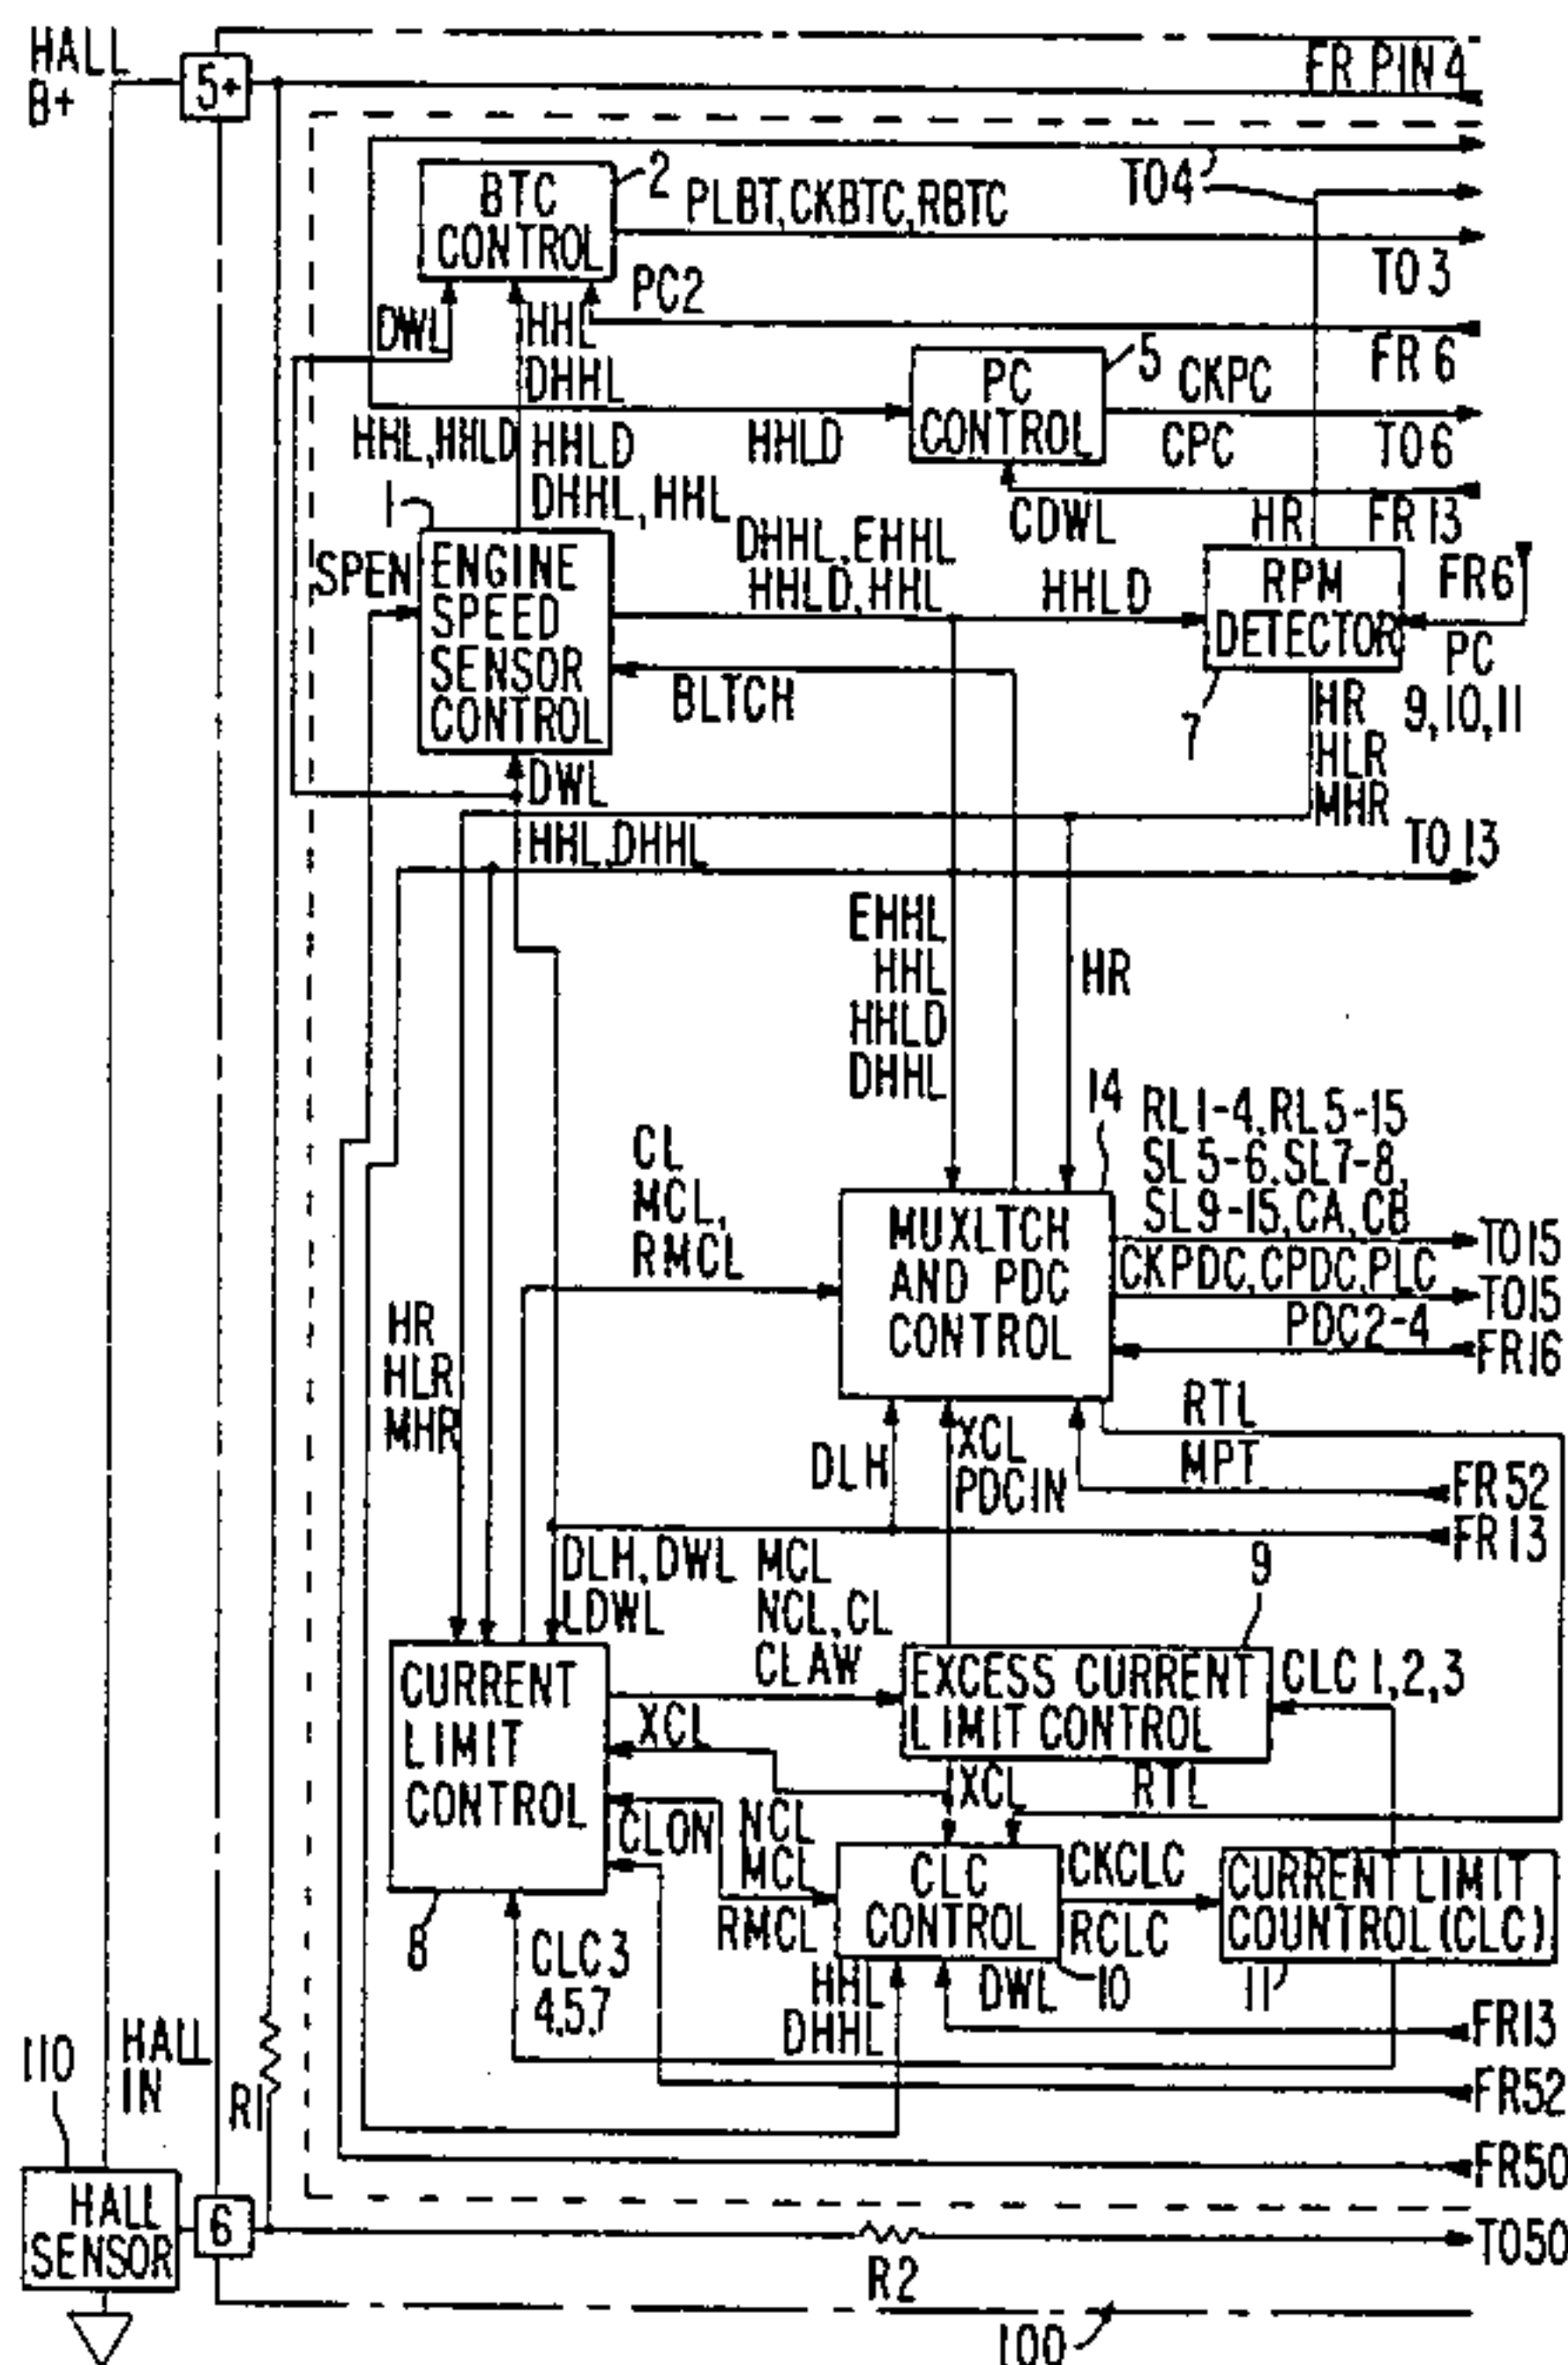 HALL
B+
5+
FR PIN 4
TO4
BTC
CONTROL
2
PLBT,CKBTC,RBTC
TO 3
PC2
DWL
HHL
DHHL
FR 6
PC
CONTROL
5
CKPC
CPC
TO 6
HHL,HHLD
HHLD
DHHL,HHL
HHLD
CDWL
HR
FR 13
1
SPEN
ENGINE
SPEED
SENSOR
CONTROL
DHHL,EHHL
HHLD,HHL
HHLD
RPM
DETECTOR
FR6
PC
9,10,11
7
BLTCH
HR
HLR
MHR
DWL
HHL,DHHL
TO 13
EHHL
HHL
HHLD
DHHL
HR
14
RL1-4,RL5-15
SL5-6,SL7-8,
SL9-15,CA,CB
TO15
CL
MCL,
RMCL
MUXLTCH
AND PDC
CONTROL
CKPDC,CPDC,PLC
TO15
PDC2-4
FR16
HR
HLR
MHR
RTL
DLH
XCL
PDCIN
MPT
FR52
FR13
DLH,DWL
LDWL
MCL
NCL,CL
CLAW
9
CURRENT
LIMIT
CONTROL
8
EXCESS CURRENT
LIMIT CONTROL
CLC 1,2,3
XCL
XCL
RTL
CLON
NCL
MCL
RMCL
CLC
CONTROL
CKCLC
RCLC
CURRENT LIMIT
COUNTROL(CLC)
10
11
CLC 3
4,5,7
HHL
DHHL
DWL
FR13
FR52
FR50
110
HALL
IN
R1
HALL
SENSOR
6
R2
TO50
100